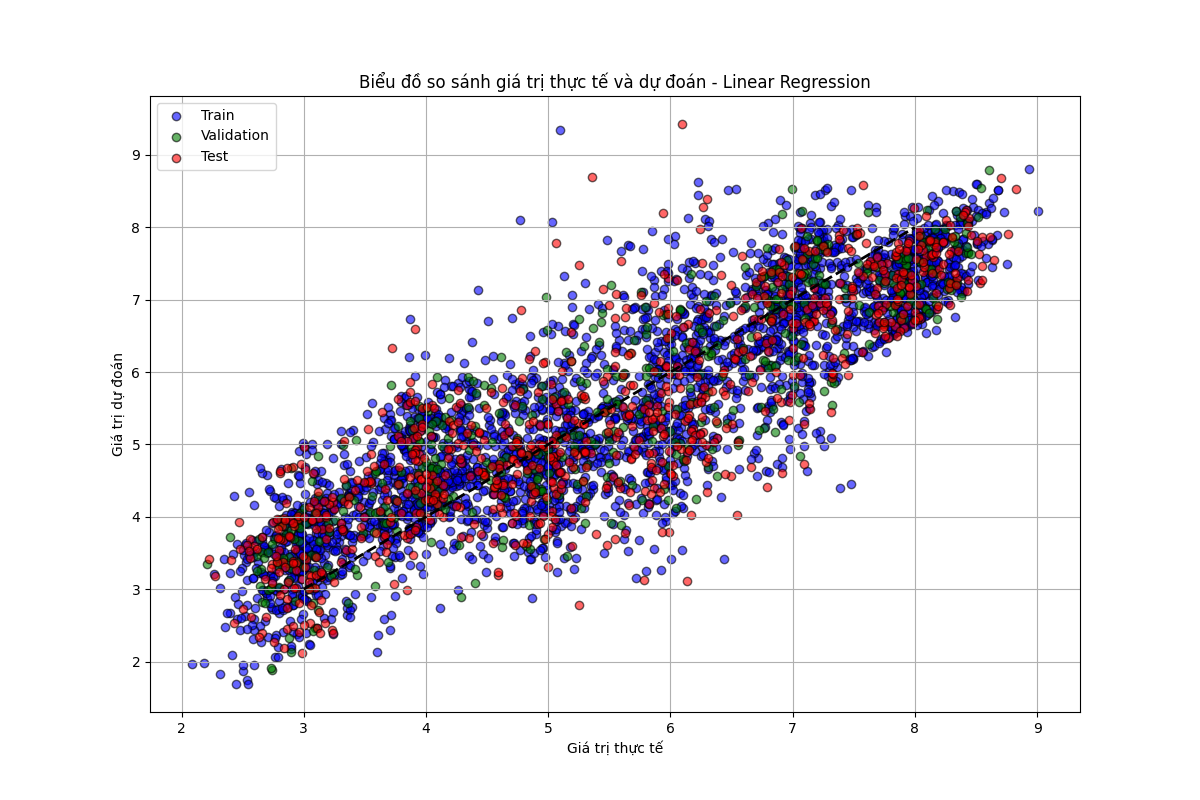 Biểu đồ so sánh giá trị thực tế và dự đoán - Linear Regression
Train
Validation
Test
9
8
7
6
5
4
3
2
Giá trị dự đoán
2 3 4 5 6 7 8 9
Giá trị thực tế